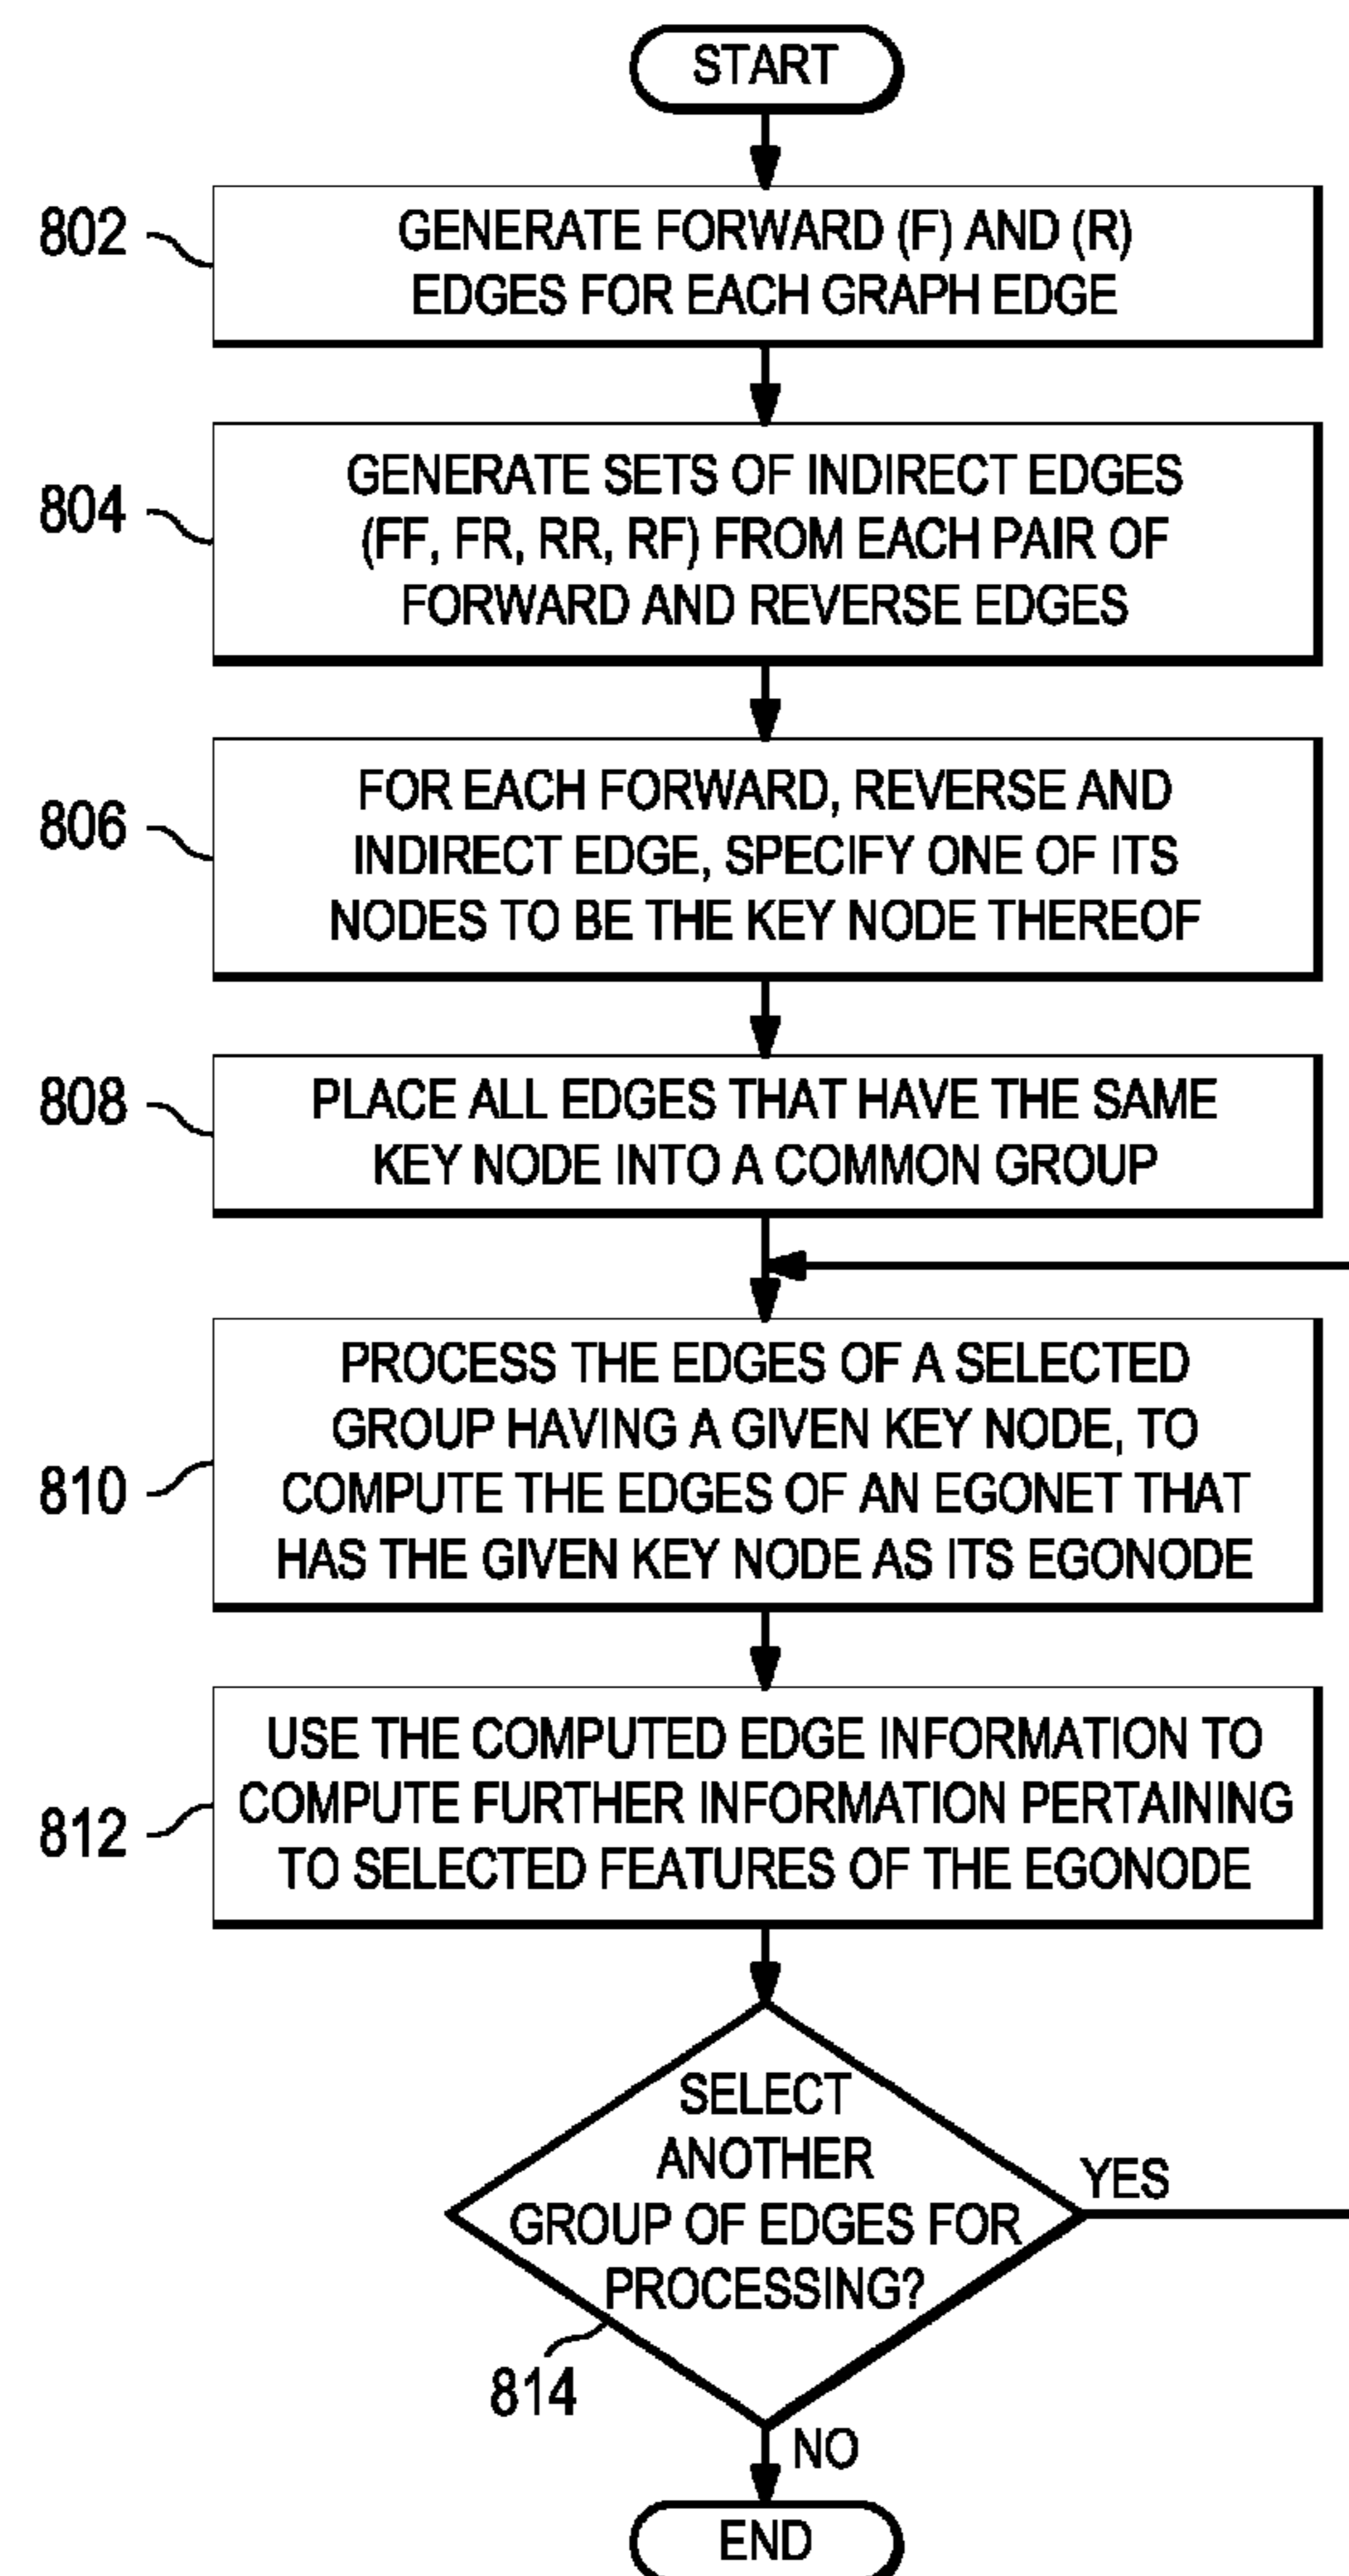 START
802
GENERATE FORWARD (F) AND (R)
EDGES FOR EACH GRAPH EDGE
804
GENERATE SETS OF INDIRECT EDGES
(FF, FR, RR, RF) FROM EACH PAIR OF
FORWARD AND REVERSE EDGES
806
FOR EACH FORWARD, REVERSE AND
INDIRECT EDGE, SPECIFY ONE OF ITS
NODES TO BE THE KEY NODE THEREOF
808
PLACE ALL EDGES THAT HAVE THE SAME
KEY NODE INTO A COMMON GROUP
810
PROCESS THE EDGES OF A SELECTED
GROUP HAVING A GIVEN KEY NODE, TO
COMPUTE THE EDGES OF AN EGONET THAT
HAS THE GIVEN KEY NODE AS ITS EGONODE
812
USE THE COMPUTED EDGE INFORMATION TO
COMPUTE FURTHER INFORMATION PERTAINING
TO SELECTED FEATURES OF THE EGONODE
SELECT
ANOTHER
GROUP OF EDGES FOR
PROCESSING?
YES
814
NO
END